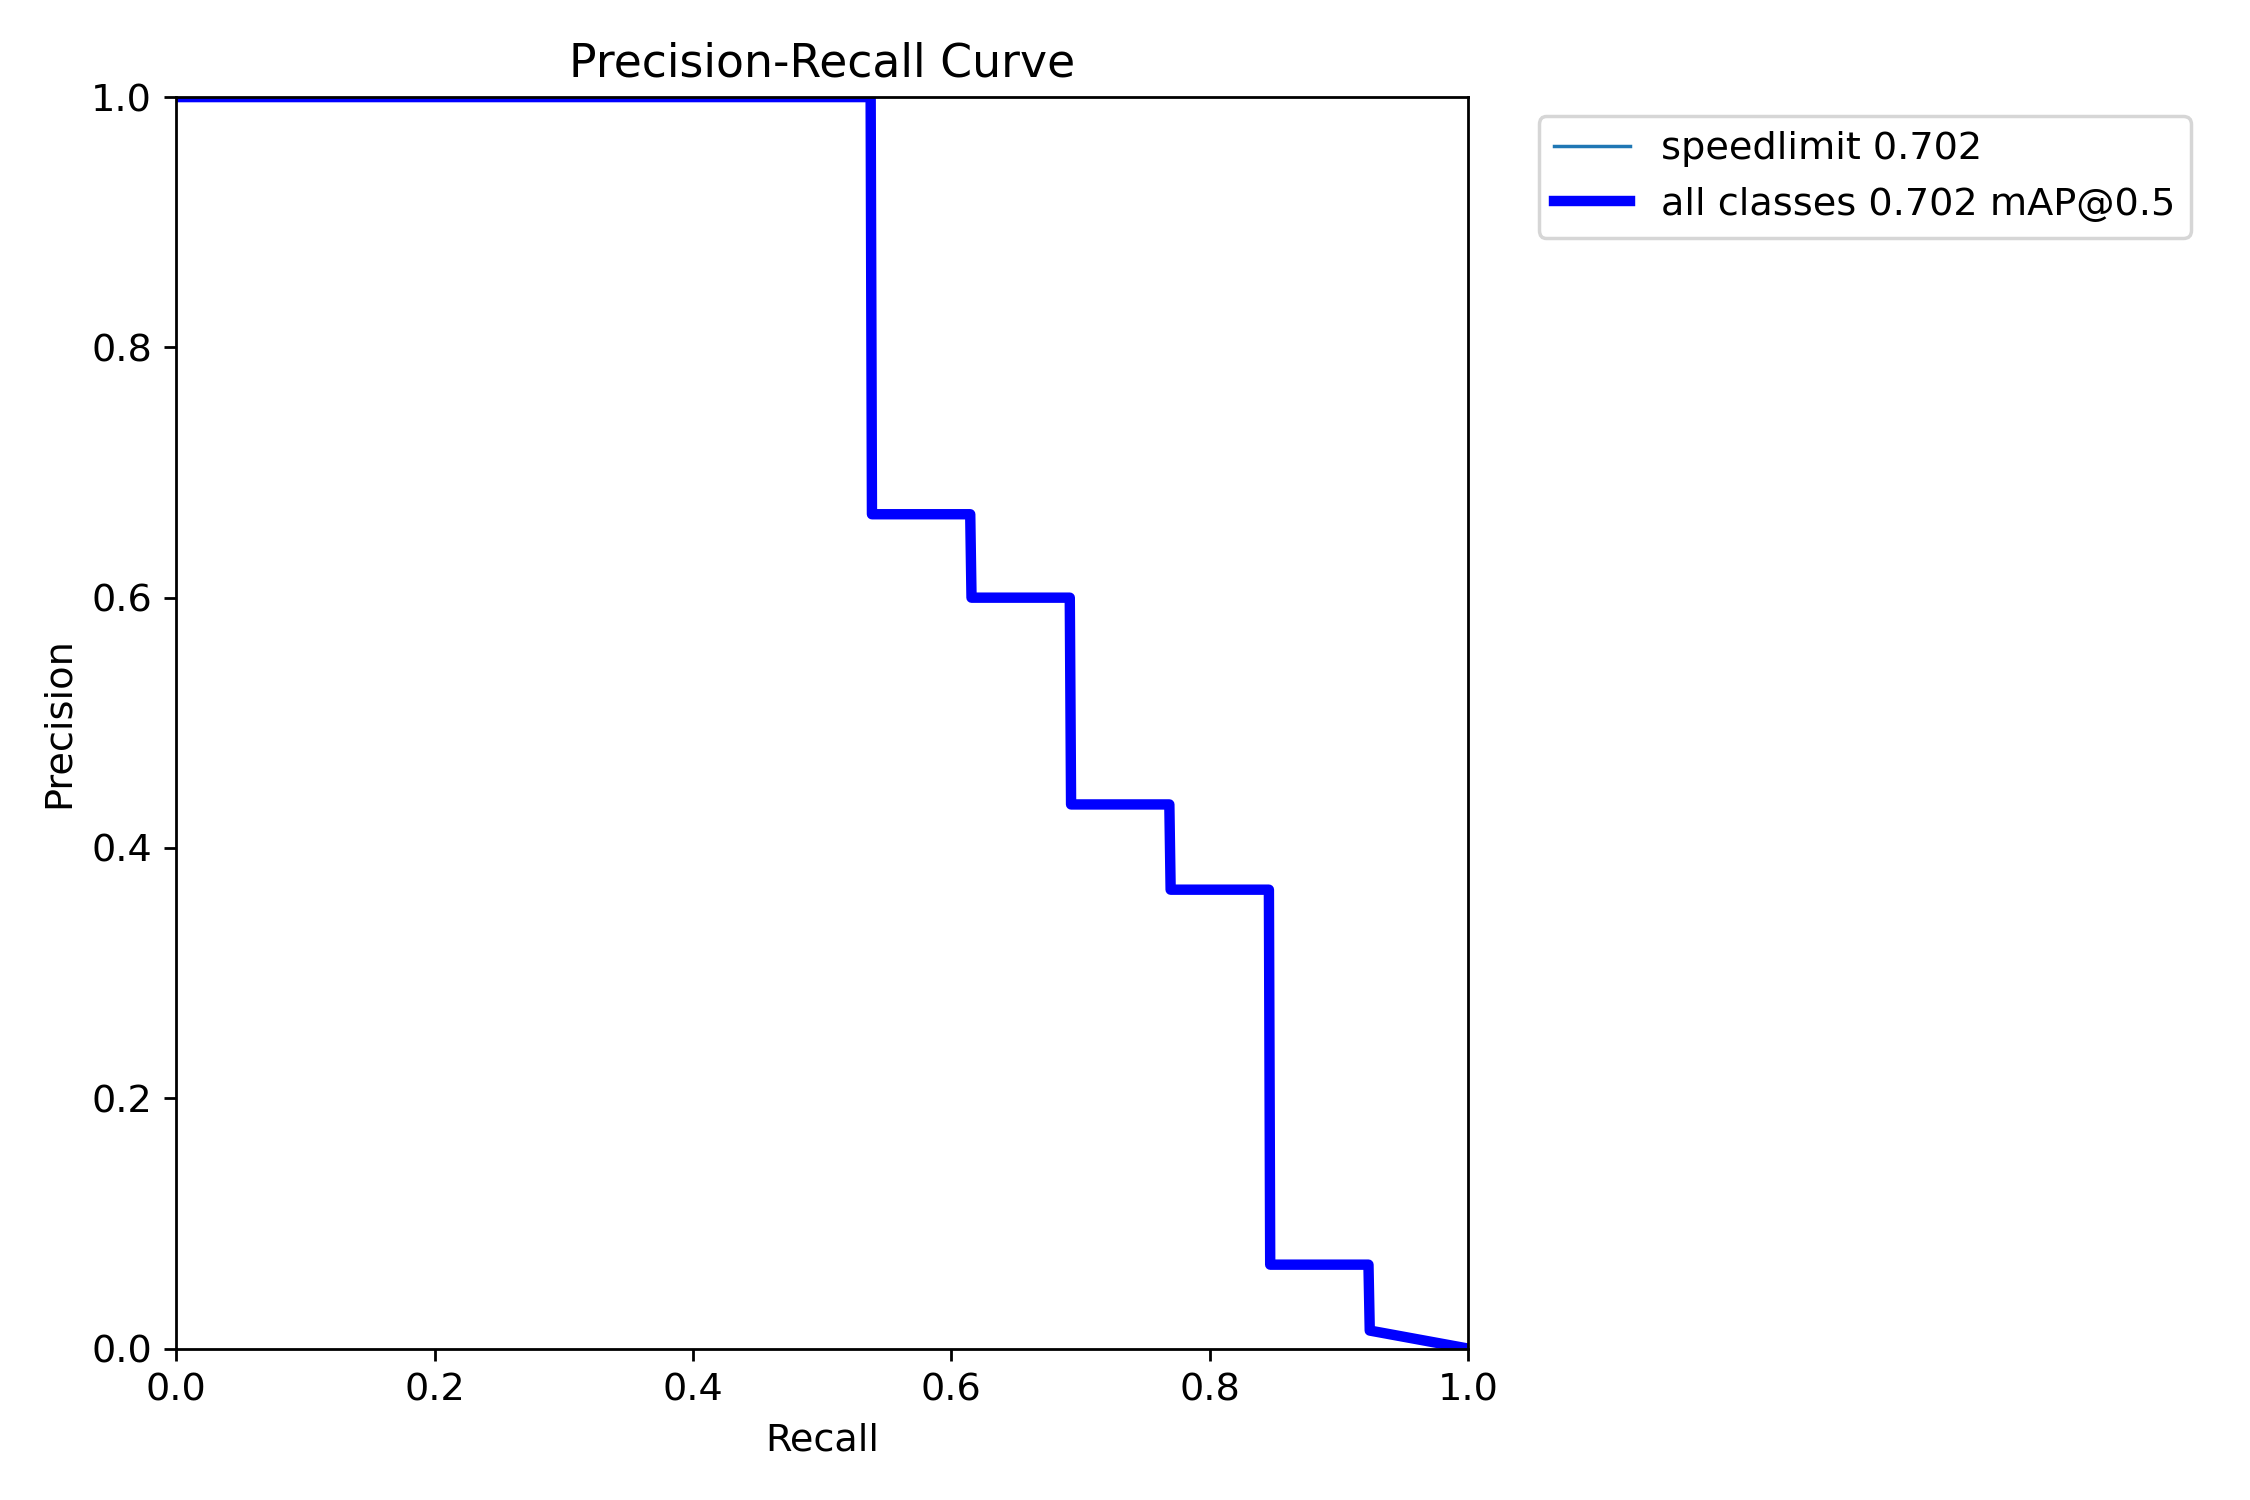 Precision-Recall Curve
speedlimit 0.702
all classes 0.702 mAP@0.5
Precision
1.0
0.8
0.6
0.4
0.2
0.0
0.0 0.2 0.4 0.6 0.8 1.0
Recall